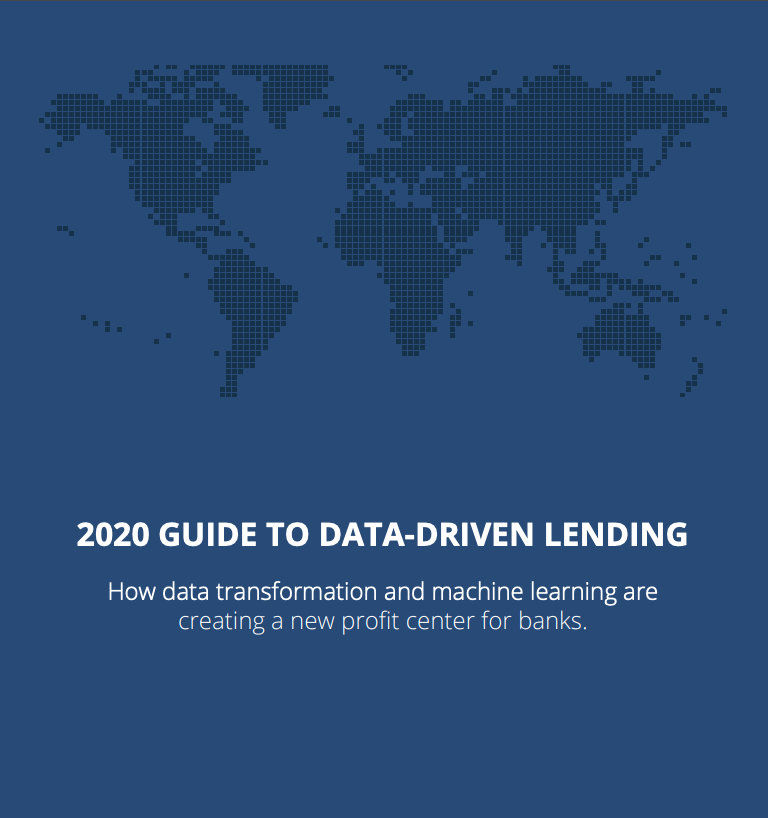 2020 GUIDE TO DATA-DRIVEN LENDING
How data transformation and machine learning are
creating a new profit center for banks.